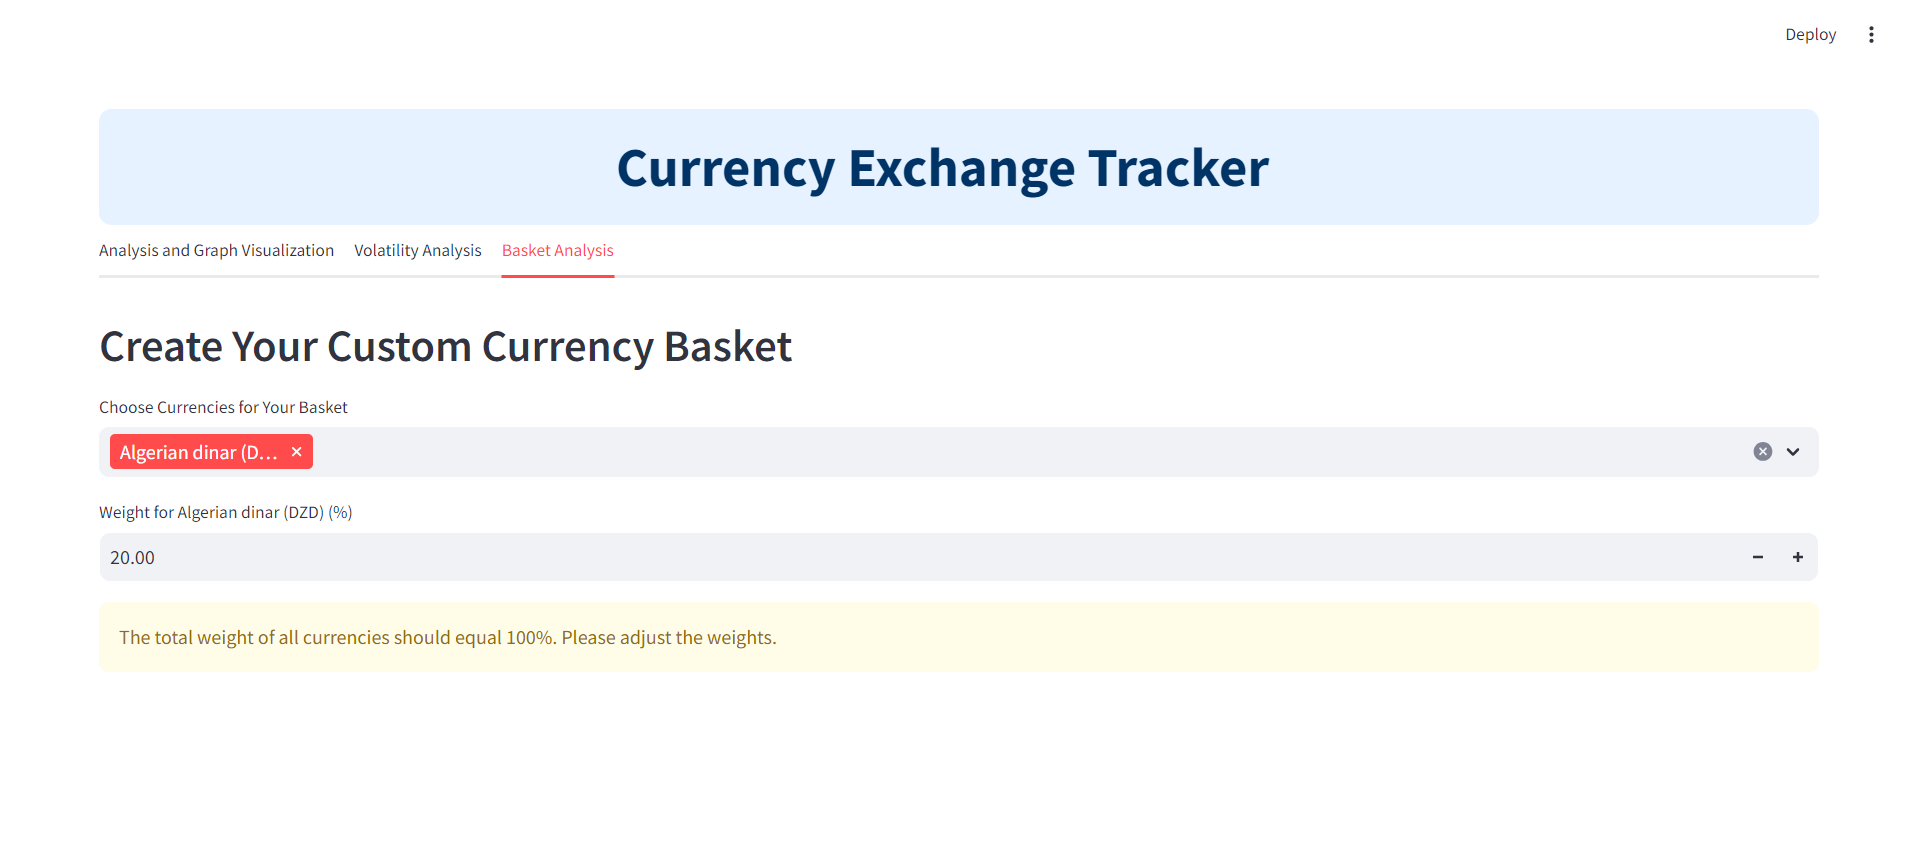 Deploy
Currency Exchange Tracker
Analysis and Graph Visualization Volatility Analysis Basket Analysis
Create Your Custom Currency Basket
Choose Currencies for Your Basket
Algerian dinar (D...
Weight for Algerian dinar (DZD) (%)
20.00
The total weight of all currencies should equal 100%. Please adjust the weights.